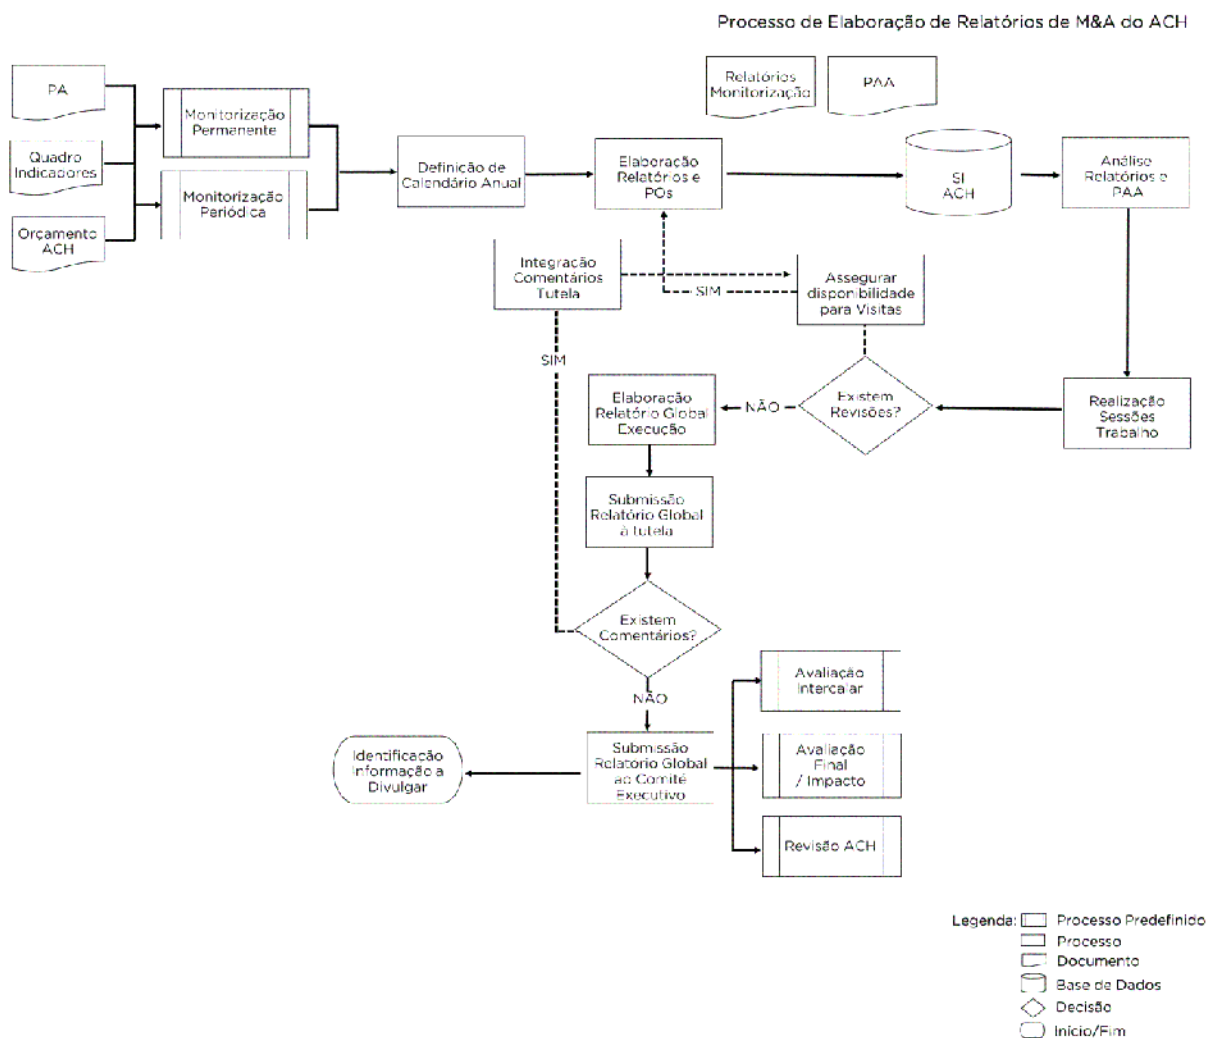 Processo de Elaboração de Relatórios de M&A do ACH
PA
Quadro
Indicadores
Orçamento
ACH
Monitorização
Permanente
Monitorização
Periódica
Definição de
Calendário Anual
Relatórios
Monitorização
PAA
Elaboração
Relatórios e
POs
SI
ACH
Análise
Relatórios e
PAA
Integração
Comentários
Tutela
SIM
Assegurar
disponibilidade
para Visitas
SIM
Elaboração
Relatório Global
Execução
NÃO
Existem
Revisões?
Realização
Sessões
Trabalho
Submissão
Relatório Global
à tutela
Existem
Comentários?
NÃO
Identificação
Informação a
Divulgar
Submissão
Relatorio Global
ao Comité
Executivo
Avaliação
Intercalar
Avaliação
Final
/ Impacto
Revisão ACH
Legenda:
Processo Predefinido
Processo
Documento
Base de Dados
Decisão
Início/Fim